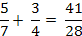 5/7 + 3/4 = 41/28